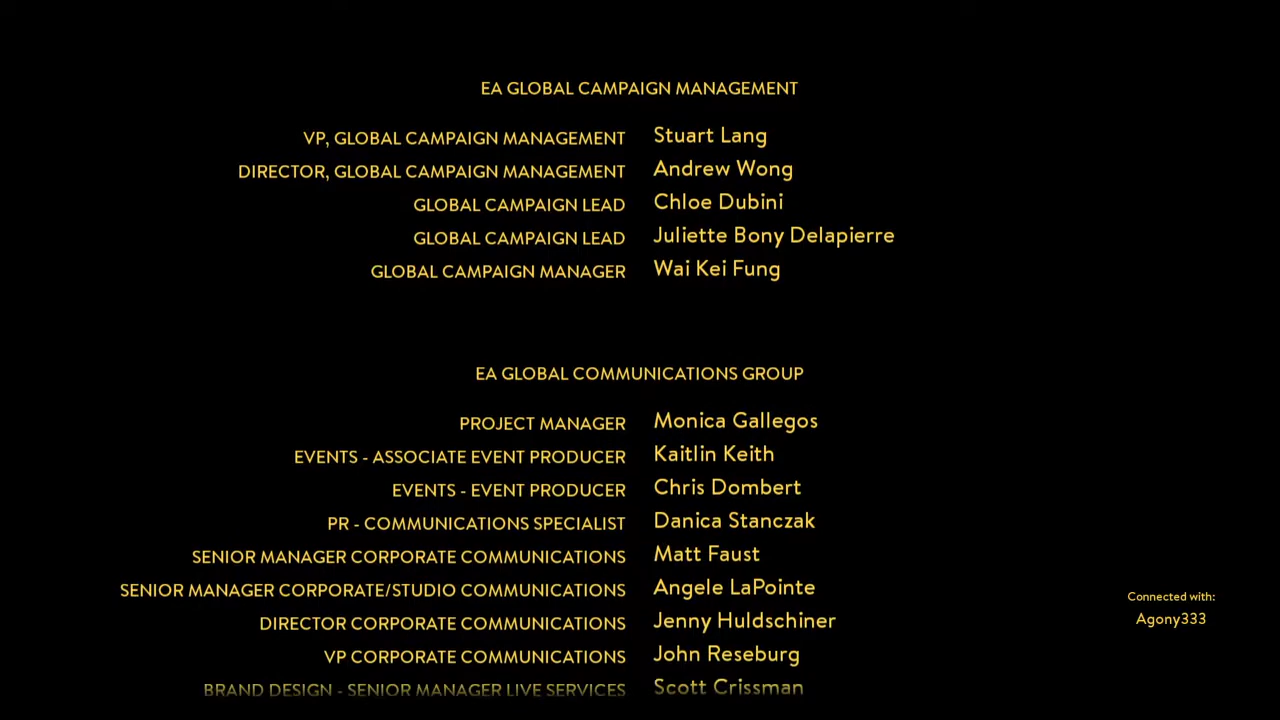 EA GLOBAL CAMPAIGN MANAGEMENT
VP, GLOBAL CAMPAIGN MANAGEMENT Stuart Lang
DIRECTOR, GLOBAL CAMPAIGN MANAGEMENT Andrew Wong
GLOBAL CAMPAIGN LEAD Chloe Dubini
GLOBAL CAMPAIGN LEAD Juliette Bony Delapierre
GLOBAL CAMPAIGN MANAGER Wai Kei Fung
EA GLOBAL COMMUNICATIONS GROUP
PROJECT MANAGER Monica Gallegos
EVENTS - ASSOCIATE EVENT PRODUCER Kaitlin Keith
EVENTS - EVENT PRODUCER Chris Dombert
PR - COMMUNICATIONS SPECIALIST Danica Stanczak
SENIOR MANAGER CORPORATE COMMUNICATIONS Matt Faust
SENIOR MANAGER CORPORATE/STUDIO COMMUNICATIONS Angele LaPointe
DIRECTOR CORPORATE COMMUNICATIONS Jenny Huldschiner
VP CORPORATE COMMUNICATIONS John Reseburg
BRAND DESIGN - SENIOR MANAGER LIVE SERVICES Scott Crissman
Connected with:
Agony333